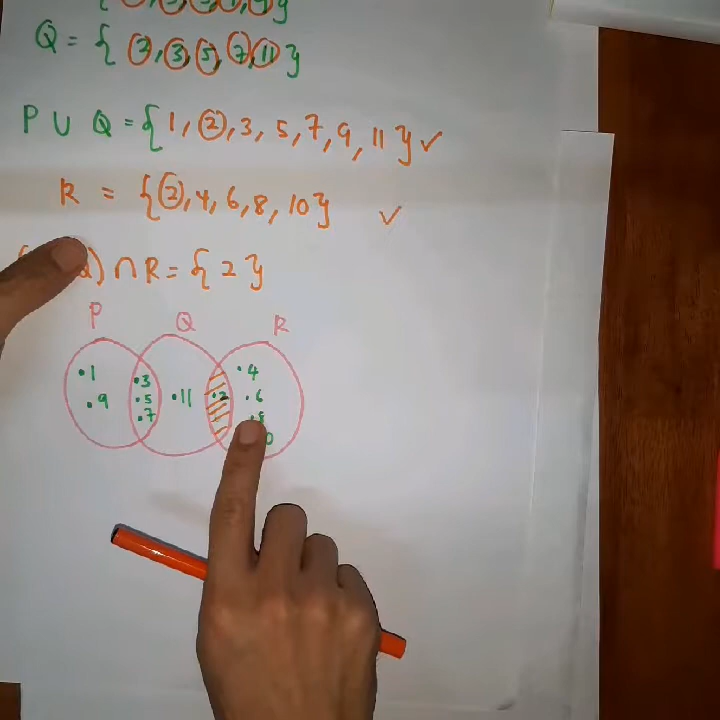 Q = { 2, 3, 5, 7, 11 }
P ∪ Q = { 1, 2, 3, 5, 7, 9, 11 } ✓
R = { 2, 4, 6, 8, 10 } ✓
) ∩ R = { 2 }
P Q R
.1 .3 .4
.9 .5 .11 .2 .6
.7 .8